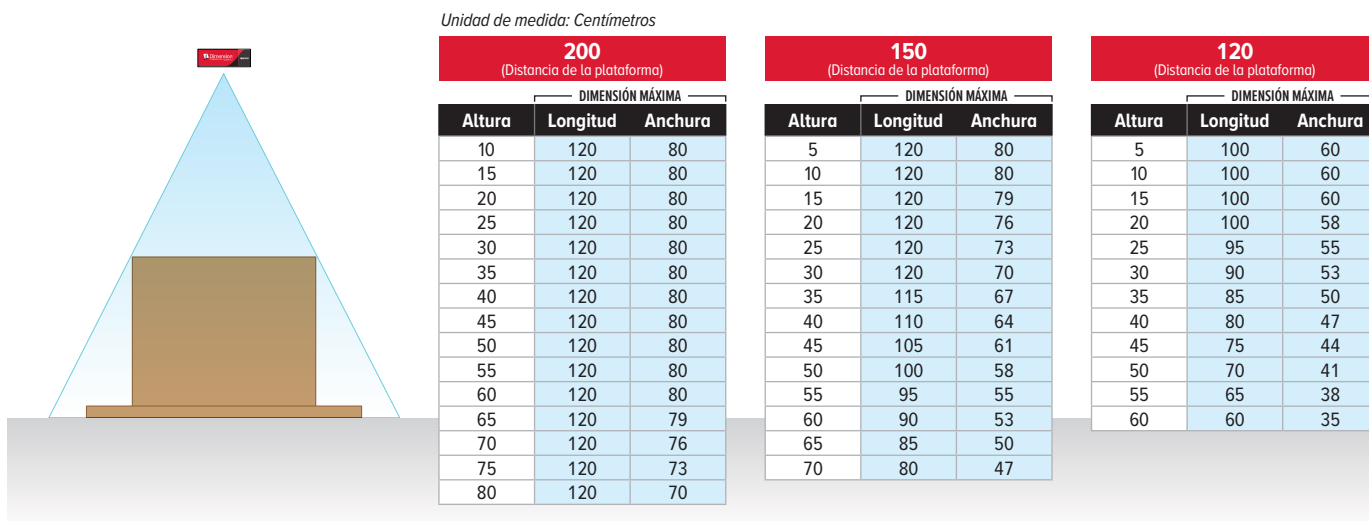 Unidad de medida: Centímetros
Dimension
200
(Distancia de la plataforma)
DIMENSIÓN MÁXIMA
Altura Longitud Anchura
10 120 80
15 120 80
20 120 80
25 120 80
30 120 80
35 120 80
40 120 80
45 120 80
50 120 80
55 120 80
60 120 80
65 120 79
70 120 76
75 120 73
80 120 70
150
(Distancia de la plataforma)
DIMENSIÓN MÁXIMA
Altura Longitud Anchura
5 120 80
10 120 80
15 120 79
20 120 76
25 120 73
30 120 70
35 115 67
40 110 64
45 105 61
50 100 58
55 95 55
60 90 53
65 85 50
70 80 47
120
(Distancia de la plataforma)
DIMENSIÓN MÁXIMA
Altura Longitud Anchura
5 100 60
10 100 60
15 100 60
20 100 58
25 95 55
30 90 53
35 85 50
40 80 47
45 75 44
50 70 41
55 65 38
60 60 35